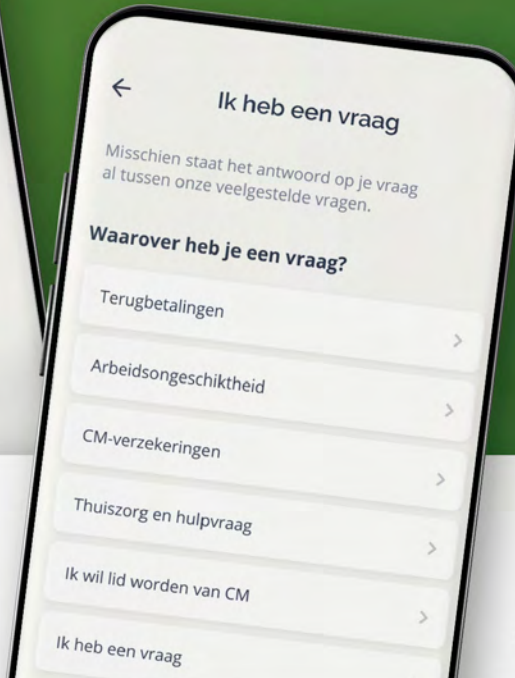 Ik heb een vraag
Misschien staat het antwoord op je vraag
al tussen onze veelgestelde vragen.
Waarover heb je een vraag?
Terugbetalingen
Arbeidsongeschiktheid
CM-verzekeringen
Thuiszorg en hulpvraag
Ik wil lid worden van CM
Ik heb een vraag